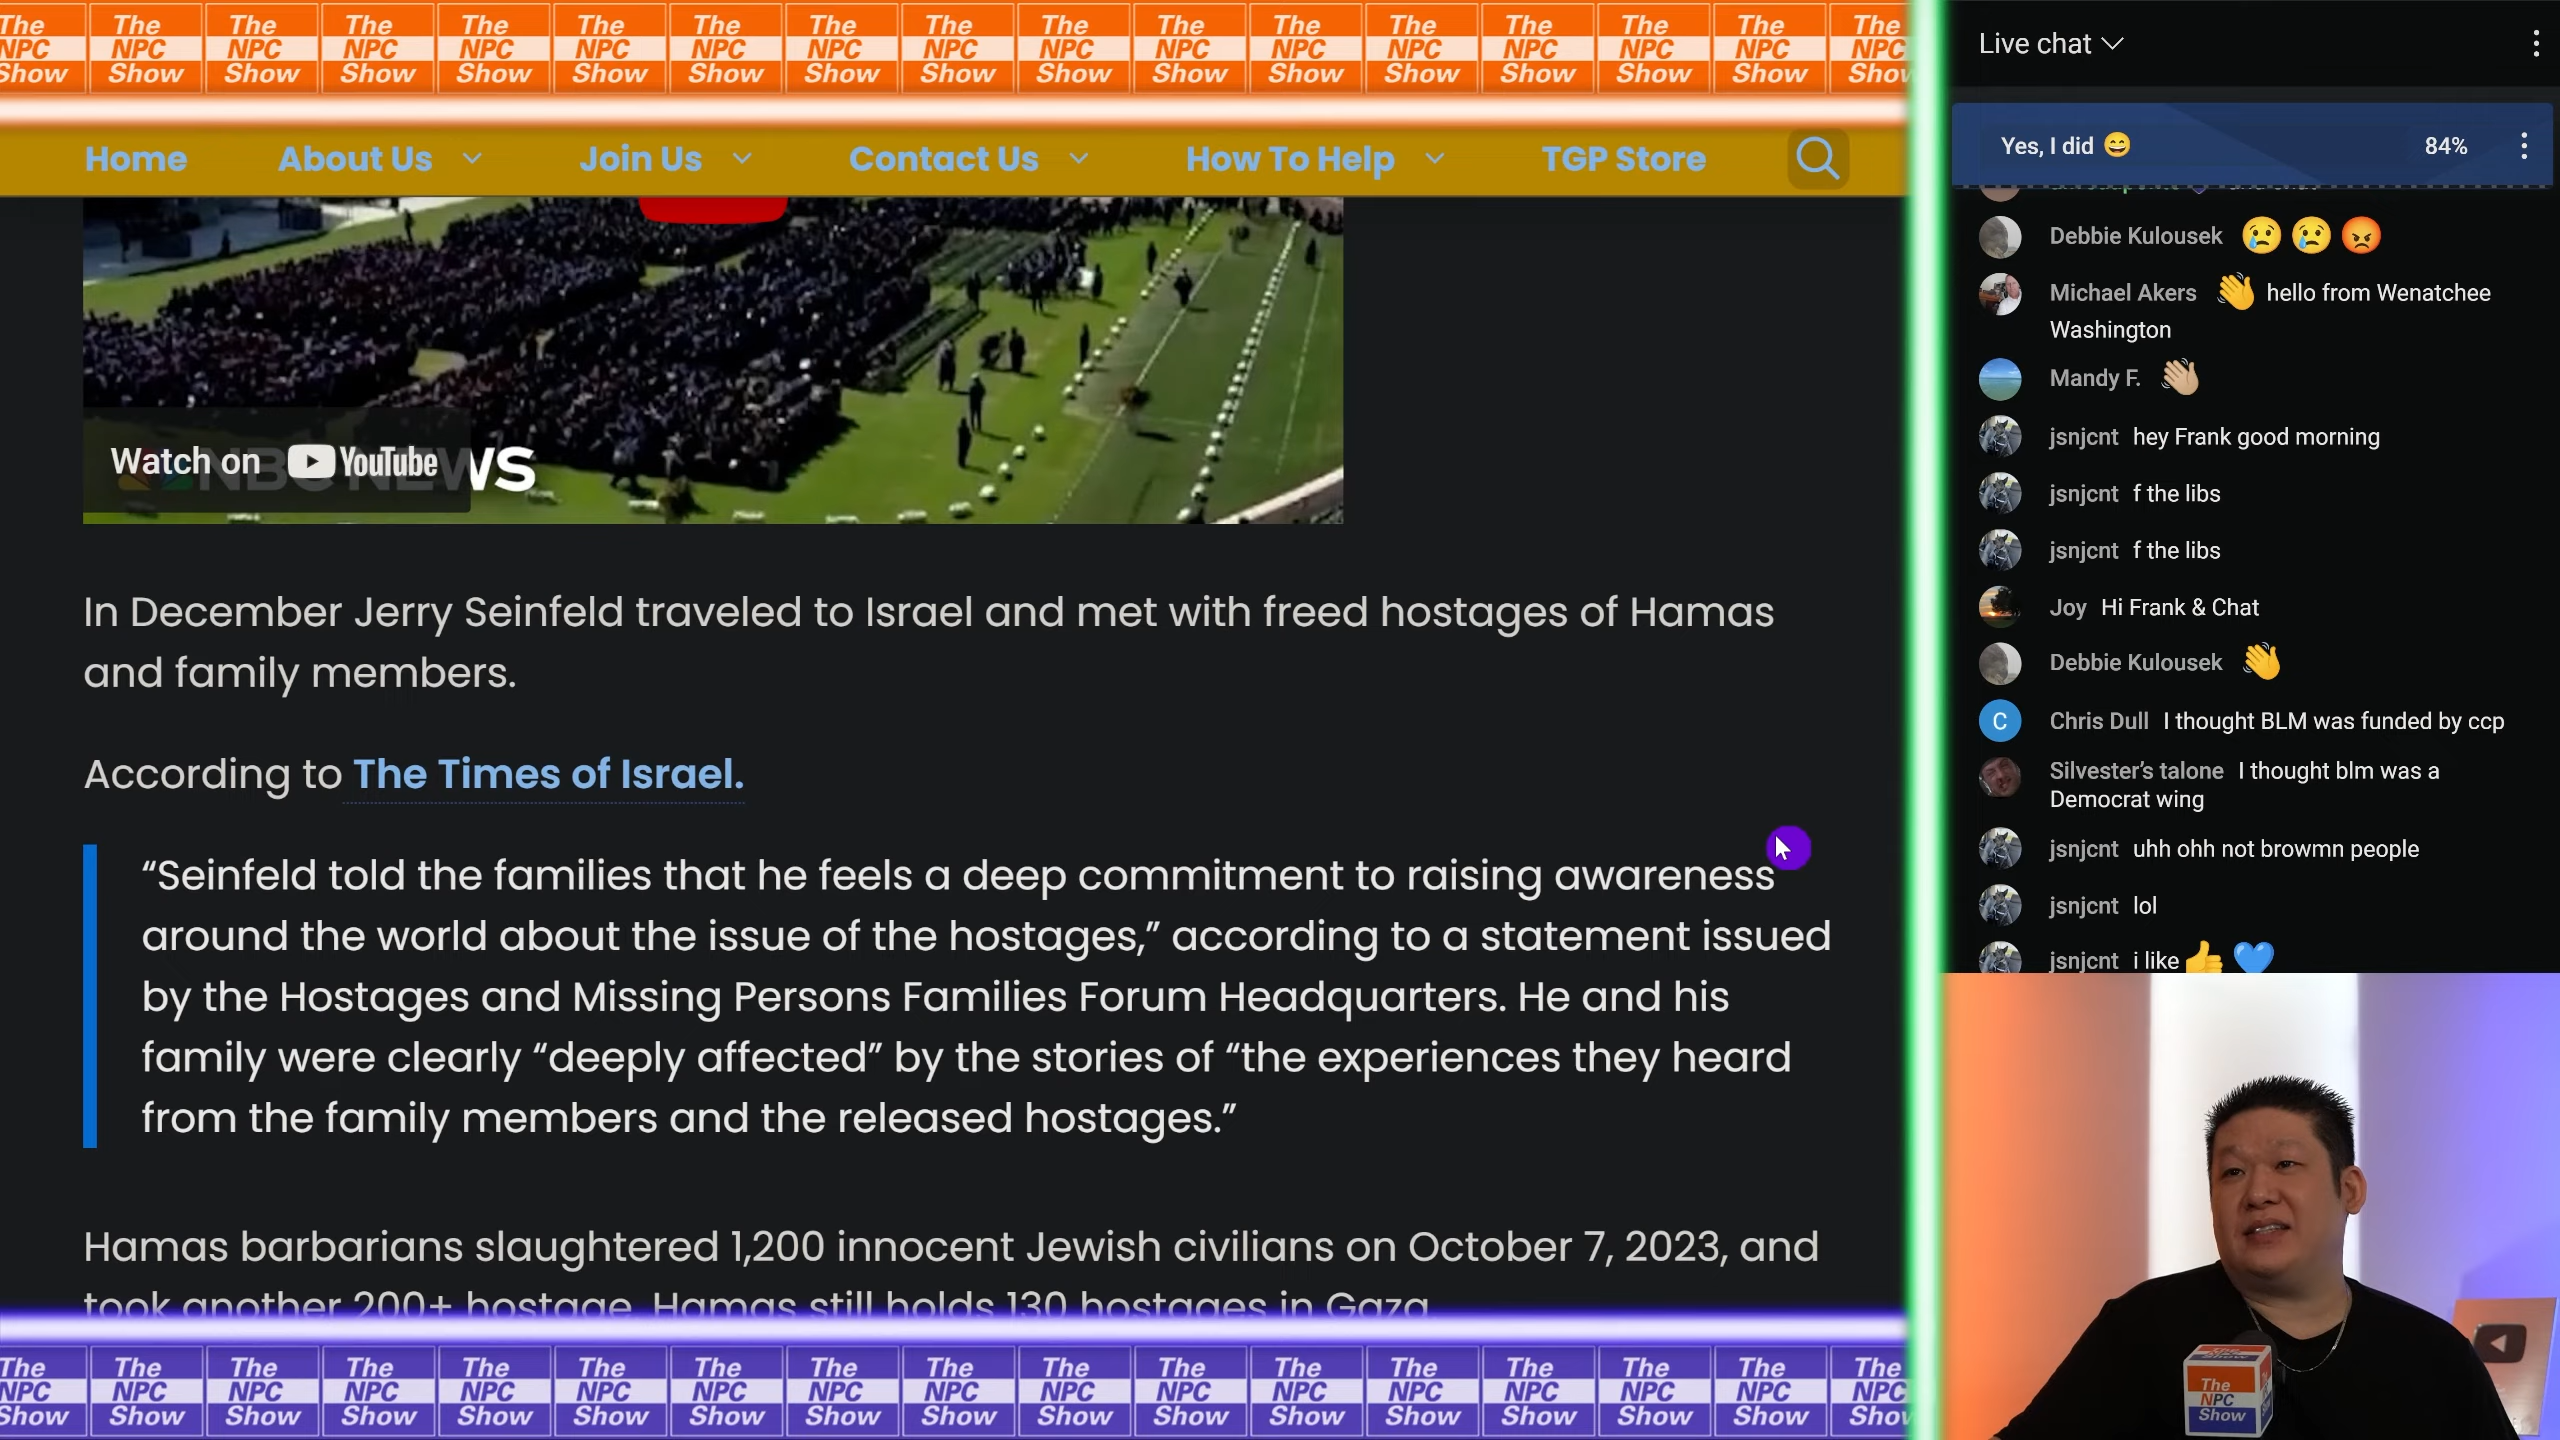 The NPC Show The NPC Show The NPC Show The NPC Show The NPC Show The NPC Show The NPC Show The NPC Show The NPC Show The NPC Show The NPC Show The NPC Show The NPC Show The NPC Show The NPC Show The NPC Show The NPC Show
Home About Us Join Us Contact Us How To Help TGP Store
Watch on YouTube
NBC NEWS
In December Jerry Seinfeld traveled to Israel and met with freed hostages of Hamas
and family members.
According to The Times of Israel.
“Seinfeld told the families that he feels a deep commitment to raising awareness
around the world about the issue of the hostages,” according to a statement issued
by the Hostages and Missing Persons Families Forum Headquarters. He and his
family were clearly “deeply affected” by the stories of “the experiences they heard
from the family members and the released hostages.”
Hamas barbarians slaughtered 1,200 innocent Jewish civilians on October 7, 2023, and
took another 200+ hostage. Hamas still holds 130 hostages in Gaza.
The NPC Show The NPC Show The NPC Show The NPC Show The NPC Show The NPC Show The NPC Show The NPC Show The NPC Show The NPC Show The NPC Show The NPC Show The NPC Show The NPC Show The NPC Show The NPC Show The NPC Show
Live chat
Yes, I did 😄 84%
Debbie Kulousek 😢😢😡
Michael Akers 👋 hello from Wenatchee
Washington
Mandy F. 👋🏼
jsnjcnt hey Frank good morning
jsnjcnt f the libs
jsnjcnt f the libs
Joy Hi Frank & Chat
Debbie Kulousek 👋
C Chris Dull I thought BLM was funded by ccp
Silvester’s talone I thought blm was a
Democrat wing
jsnjcnt uhh ohh not browmn people
jsnjcnt lol
jsnjcnt i like 👍💙
The
NPC
Show